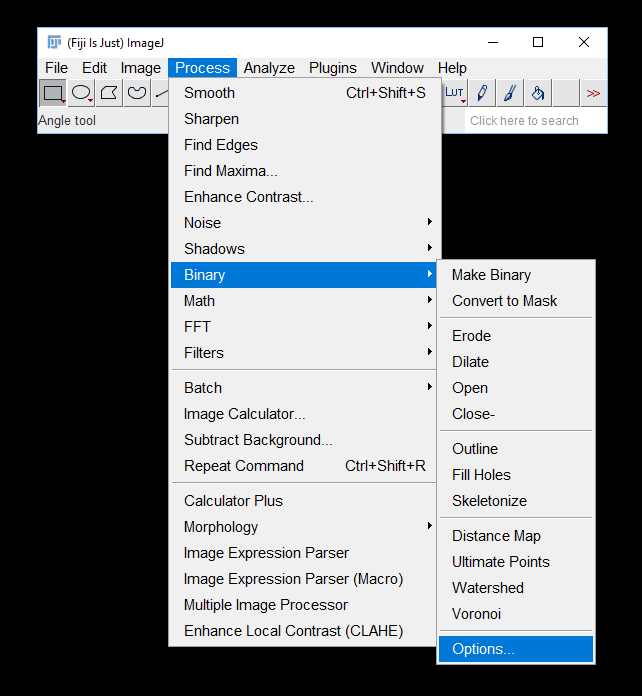 (Fiji Is Just) ImageJ
File Edit Image Process Analyze Plugins Window Help
LUT >>
Angle tool
Click here to search
Smooth Ctrl+Shift+S
Sharpen
Find Edges
Find Maxima...
Enhance Contrast...
Noise
Shadows
Binary
Math
FFT
Filters
Batch
Image Calculator...
Subtract Background...
Repeat Command Ctrl+Shift+R
Calculator Plus
Morphology
Image Expression Parser
Image Expression Parser (Macro)
Multiple Image Processor
Enhance Local Contrast (CLAHE)
Make Binary
Convert to Mask
Erode
Dilate
Open
Close-
Outline
Fill Holes
Skeletonize
Distance Map
Ultimate Points
Watershed
Voronoi
Options...